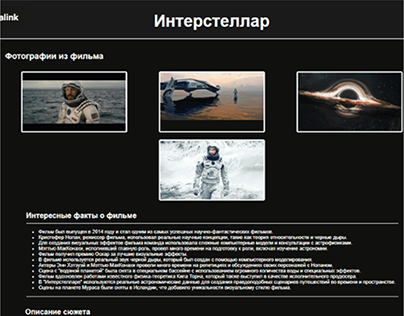 alink
Интерстеллар
Фотографии из фильма
Интересные факты о фильме
Фильм был выпущен в 2014 году и стал одним из самых успешных научно-фантастических фильмов.
Кристофер Нолан, режиссер фильма, использовал реальные научные концепции, такие как теория относительности и черные дыры.
Для создания визуальных эффектов фильма команда использовала сложные компьютерные модели и консультации с астрофизиками.
Мэттью МакКонахи, исполнивший главную роль, провел много времени на подготовку к роли, включая изучение астрономии.
Фильм получил премию Оскар за лучшие визуальные эффекты.
В фильме используется реальный звук черной дыры, который был создан с помощью компьютерного моделирования.
Актеры Энн Хэтэуэй и Мэттью МакКонахи провели много времени на репетициях и обсуждениях своих персонажей с Ноланом.
Сцена с "водяной планетой" была снята в специальном бассейне с использованием огромного количества воды и специальных эффектов.
Фильм вдохновлен работами известного физика-теоретика Кипа Торна, который также выступил в качестве исполнительного продюсера.
В "Интерстелларе" используются реальные астрономические данные для создания правдоподобных сценариев путешествий во времени и пространстве.
Сцены на планете Муraса были сняты в Исландии, что добавило уникальности визуальному стилю фильма.
Описание сюжета